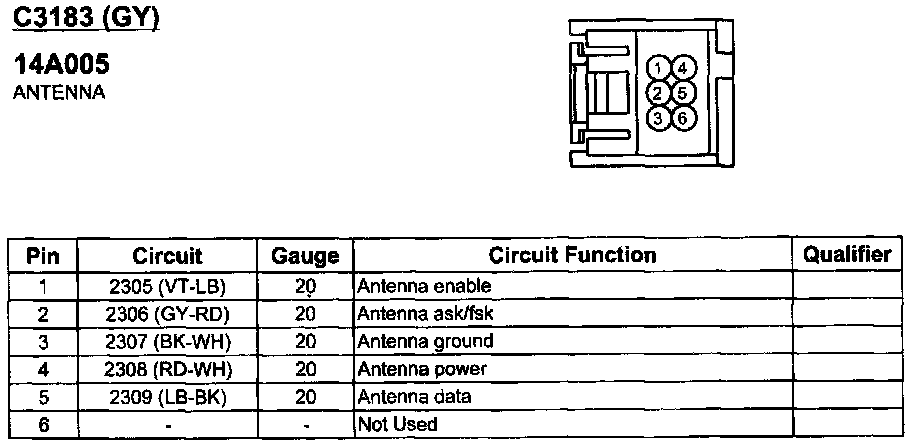 C3183 (GY)
14A005
ANTENNA
1 4
2 5
3 6
Pin Circuit Gauge Circuit Function Qualifier
1 2305 (VT-LB) 20 Antenna enable
2 2306 (GY-RD) 20 Antenna ask/fsk
3 2307 (BK-WH) 20 Antenna ground
4 2308 (RD-WH) 20 Antenna power
5 2309 (LB-BK) 20 Antenna data
6 - - Not Used